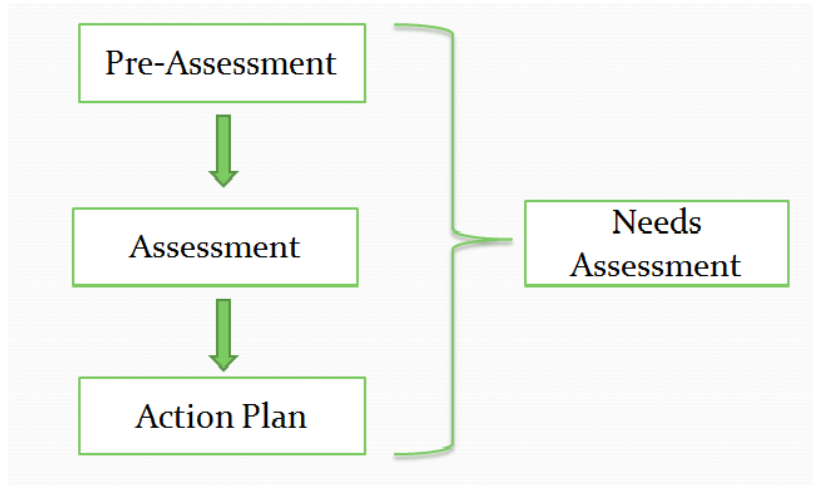 Pre-Assessment
Assessment
Action Plan
Needs
Assessment